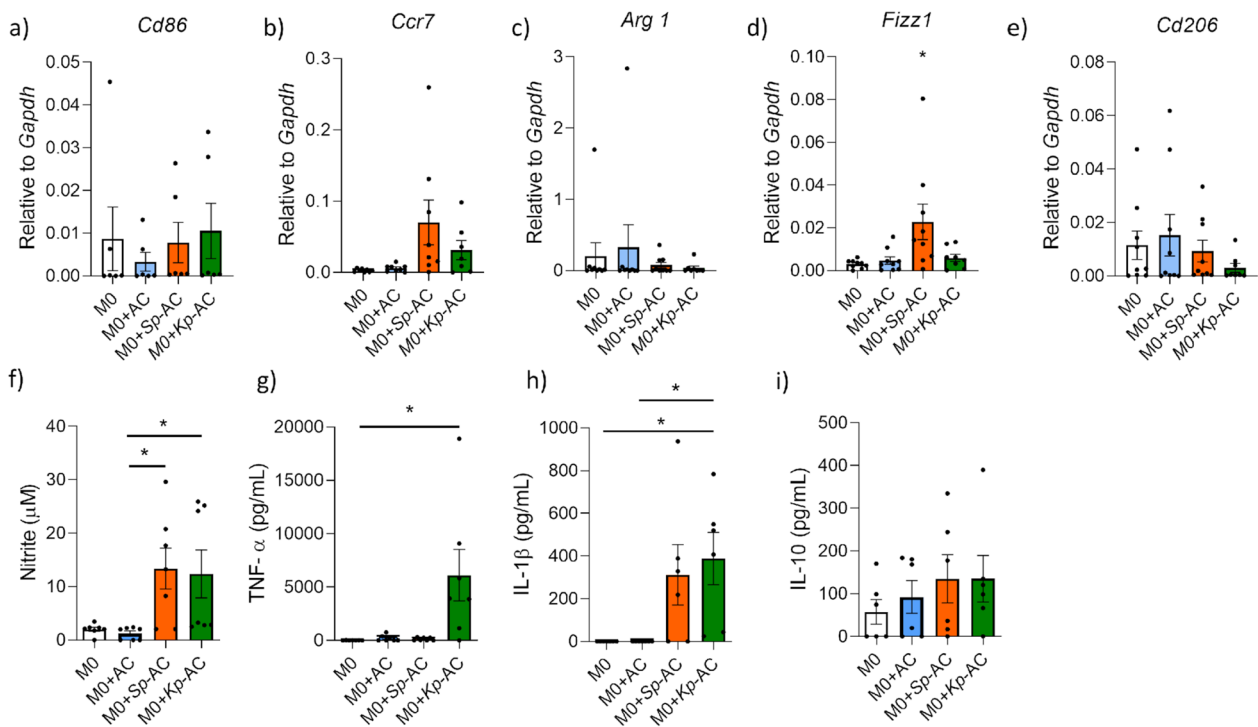 a)
Cd86
Relative to Gapdh
0.05
0.04
0.03
0.02
0.01
0.00
M0
M0+AC
M0+Sp-AC
M0+Kp-AC
b)
Ccr7
Relative to Gapdh
0.3
0.2
0.1
0.0
M0
M0+AC
M0+Sp-AC
M0+Kp-AC
c)
Arg 1
Relative to Gapdh
3
2
1
0
M0
M0+AC
M0+Sp-AC
M0+Kp-AC
d)
Fizz1
*
Relative to Gapdh
0.10
0.08
0.06
0.04
0.02
0.00
M0
M0+AC
M0+Sp-AC
M0+Kp-AC
e)
Cd206
Relative to Gapdh
0.08
0.06
0.04
0.02
0.00
M0
M0+AC
M0+Sp-AC
M0+Kp-AC
f)
*
*
Nitrite (μM)
40
30
20
10
0
M0
M0+AC
M0+Sp-AC
M0+Kp-AC
g)
*
TNF- α (pg/mL)
20000
15000
10000
5000
0
M0
M0+AC
M0+Sp-AC
M0+Kp-AC
h)
*
*
IL-1β (pg/mL)
1000
800
600
400
200
0
M0
M0+AC
M0+Sp-AC
M0+Kp-AC
i)
IL-10 (pg/mL)
500
400
300
200
100
0
M0
M0+AC
M0+Sp-AC
M0+Kp-AC